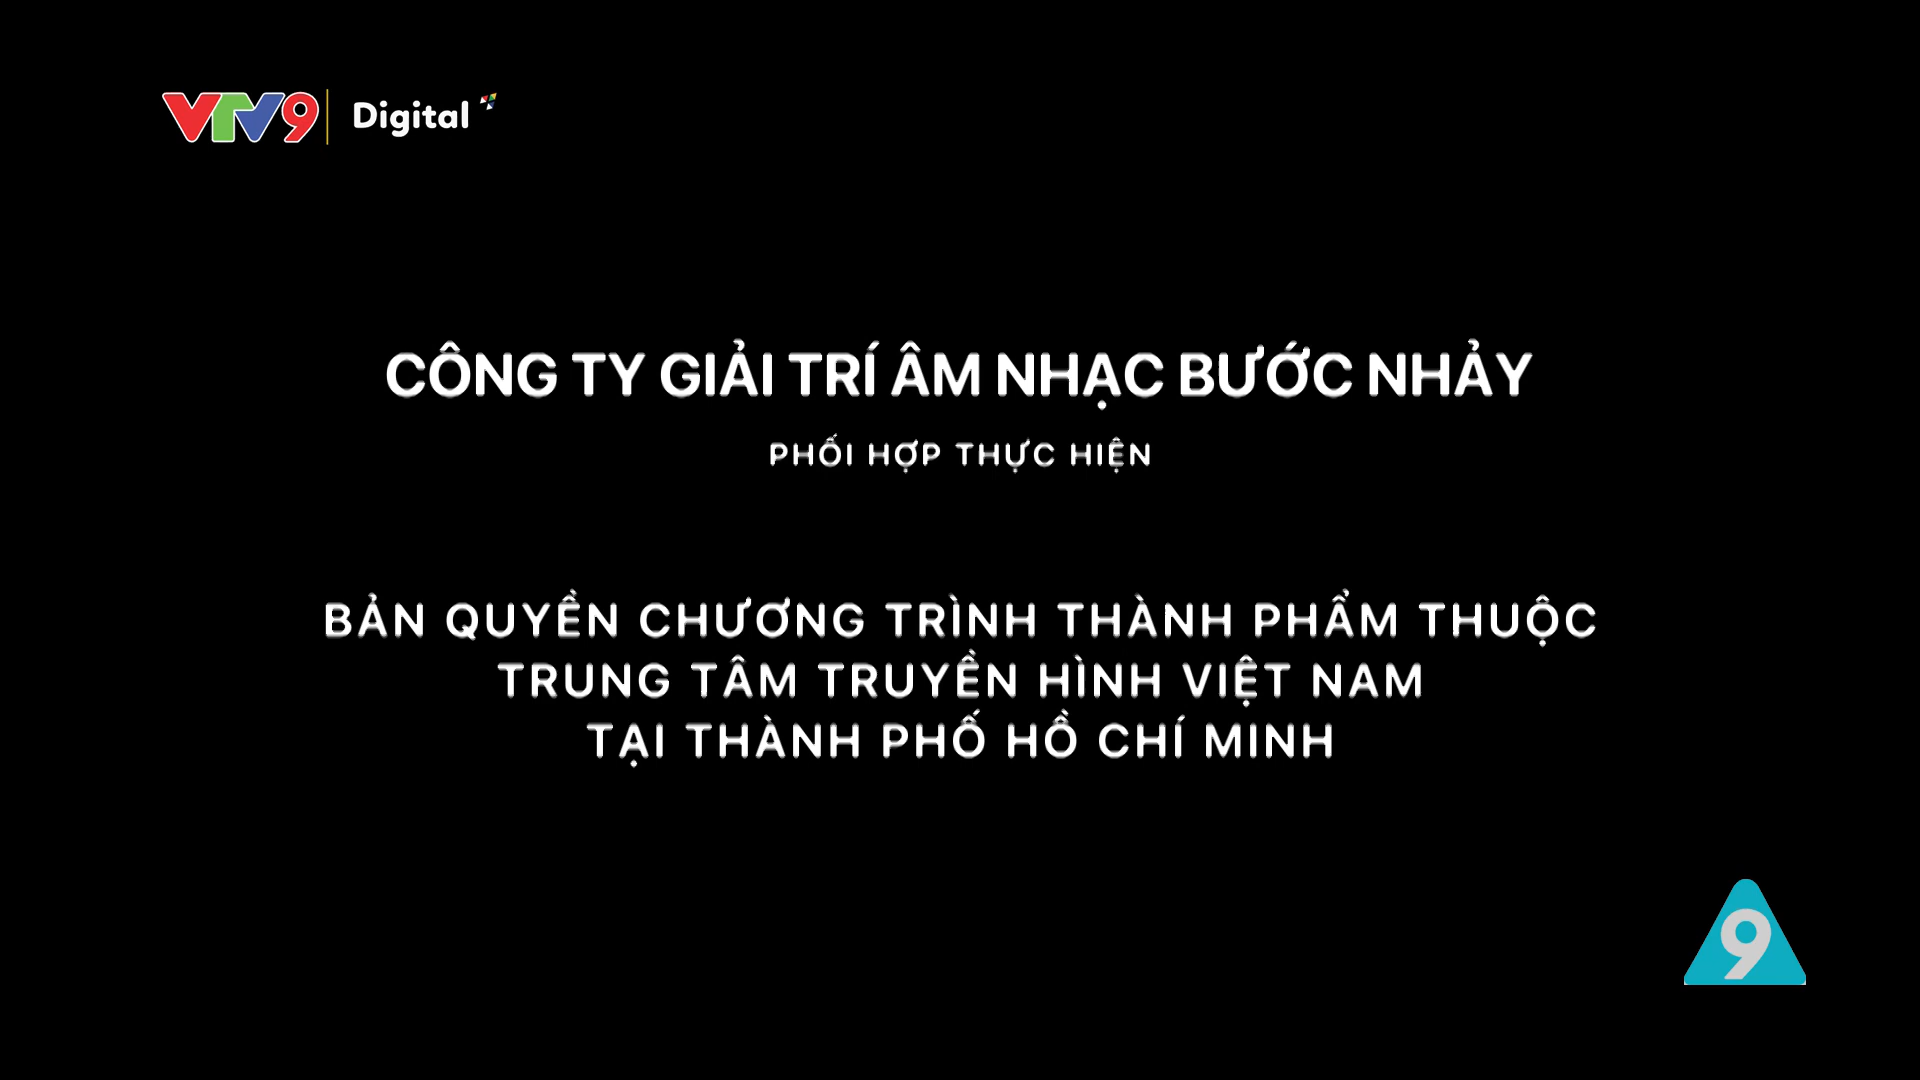 VTV9 Digital
CÔNG TY GIẢI TRÍ ÂM NHẠC BƯỚC NHẢY
PHỐI HỢP THỰC HIỆN
BẢN QUYỀN CHƯƠNG TRÌNH THÀNH PHẨM THUỘC
TRUNG TÂM TRUYỀN HÌNH VIỆT NAM
TẠI THÀNH PHỐ HỒ CHÍ MINH
9